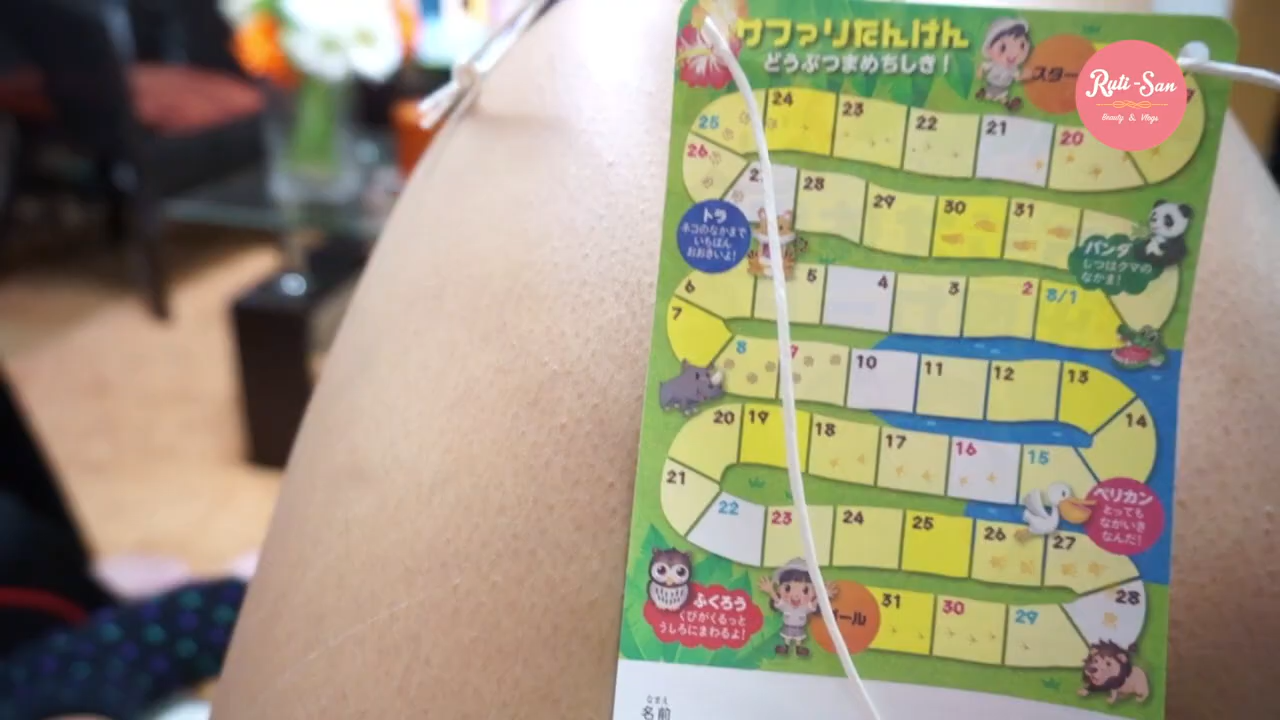 サファリたんけん
どうぶつまめちしき!
スター
Ruti-San
Beauty & Vlogs
24 23 22 21 20
25
26
28 29 30 31
トラ
ネコのなかまで
いちばん
おおきいよ!
パンダ
じつはクマの
なかま!
6 5 4 3 2 8/1
7
8 9 10 11 12 13
14
20 19 18 17 16 15
21
ペリカン
とっても
ながいき
なんだ!
22 23 24 25 26 27
28
ふくろう
くびがくるっと
うしろにまわるよ!
ール
31 30 29
なまえ
名前